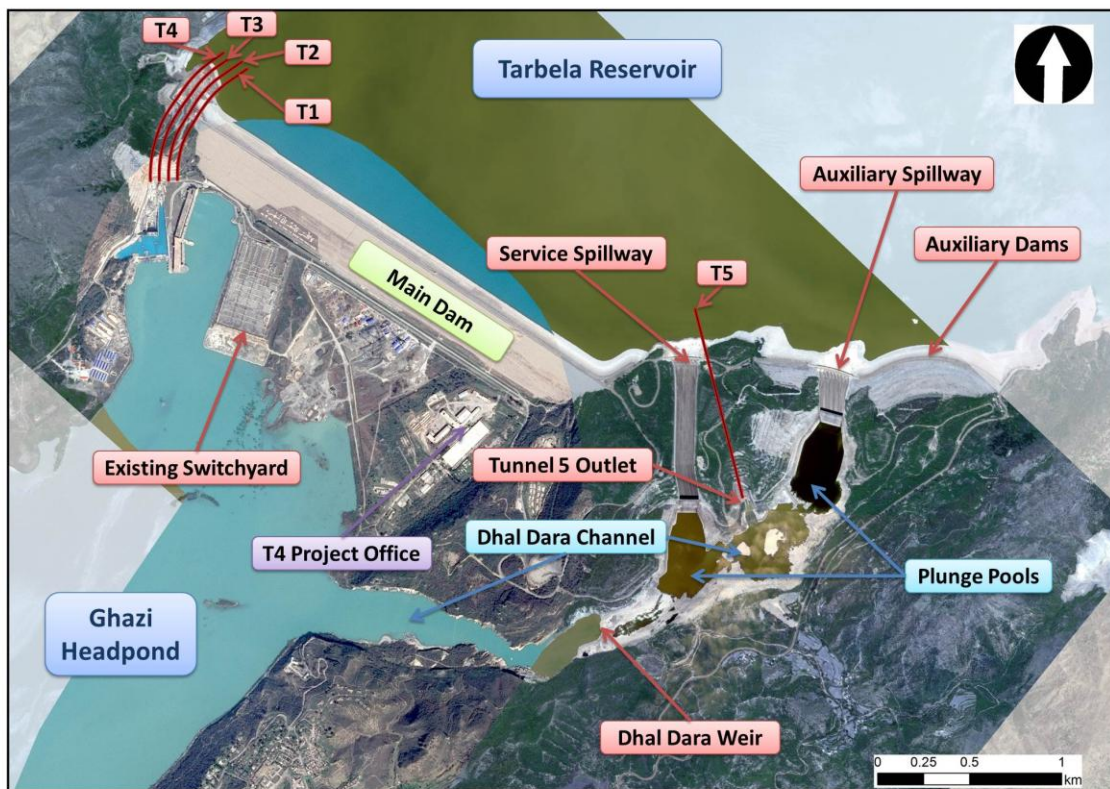 T4
T3
T2
T1
Tarbela Reservoir
Auxiliary Spillway
Service Spillway
T5
Auxiliary Dams
Main Dam
Existing Switchyard
Tunnel 5 Outlet
T4 Project Office
Dhal Dara Channel
Plunge Pools
Ghazi
Headpond
Dhal Dara Weir
0 0.25 0.5 1
km